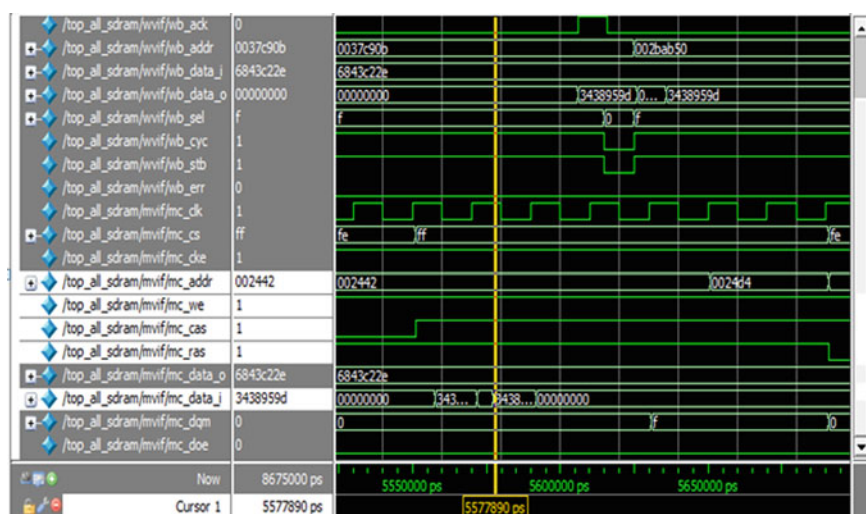 /top_all_sdram/wvif/wb_ack 0
/top_all_sdram/wvif/wb_addr 0037c90b 0037c90b 002bab50
/top_all_sdram/wvif/wb_data_i 6843c22e 6843c22e
/top_all_sdram/wvif/wb_data_o 00000000 00000000 3438959d 0... 3438959d
/top_all_sdram/wvif/wb_sel f f 0 f
/top_all_sdram/wvif/wb_cyc 1
/top_all_sdram/wvif/wb_stb 1
/top_all_sdram/wvif/wb_err 0
/top_all_sdram/mvif/mc_clk 1
/top_all_sdram/mvif/mc_cs ff fe ff fe
/top_all_sdram/mvif/mc_cke 1
/top_all_sdram/mvif/mc_addr 002442 002442 0024d4
/top_all_sdram/mvif/mc_we 1
/top_all_sdram/mvif/mc_cas 1
/top_all_sdram/mvif/mc_ras 1
/top_all_sdram/mvif/mc_data_o 6843c22e 6843c22e
/top_all_sdram/mvif/mc_data_i 3438959d 00000000 343... 3438... 00000000
/top_all_sdram/mvif/mc_dqm 0 0 f 0
/top_all_sdram/mvif/mc_doe 0
Now 8675000 ps 5550000 ps 5600000 ps 5650000 ps
Cursor 1 5577890 ps 5577890 ps